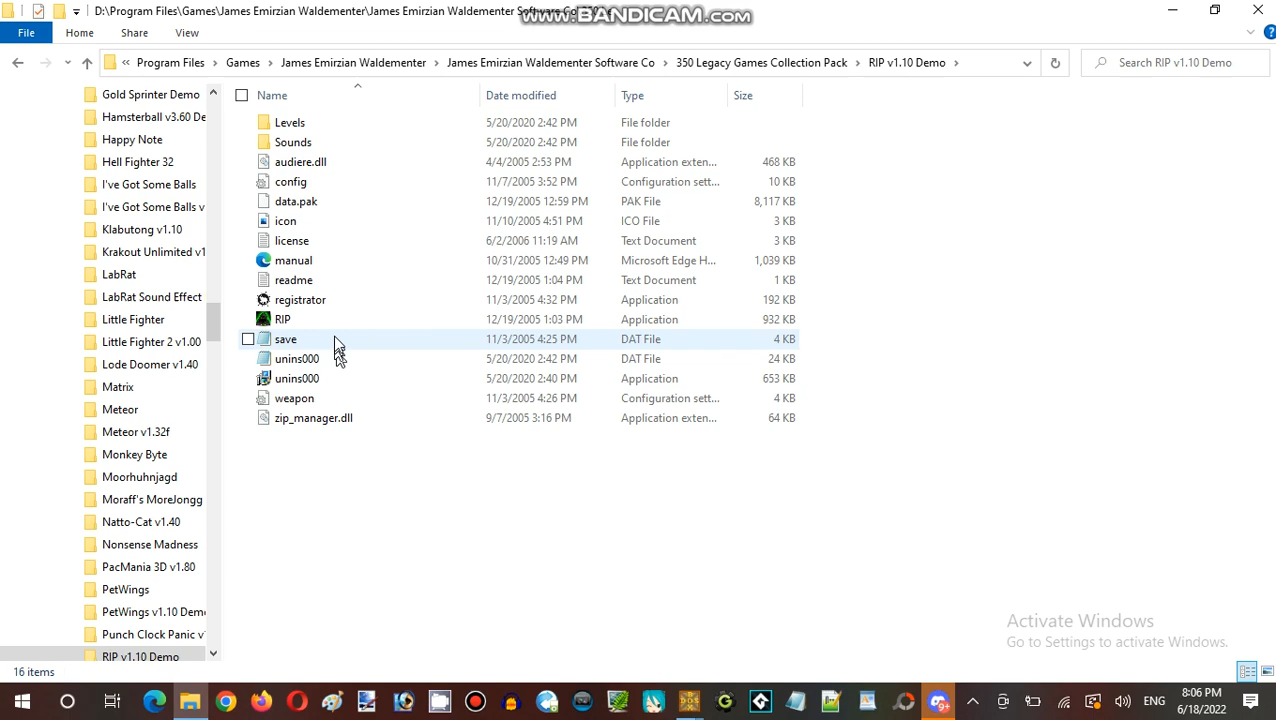 D:\Program Files\Games\James Emirzian Waldementer\James Emirzian Waldementer Software Co\350 Le
www.BANDICAM.com
File Home Share View
« Program Files > Games > James Emirzian Waldementer > James Emirzian Waldementer Software Co > 350 Legacy Games Collection Pack > RIP v1.10 Demo >
Search RIP v1.10 Demo
Name Date modified Type Size
Gold Sprinter Demo
Hamsterball v3.60 De
Happy Note
Hell Fighter 32
I've Got Some Balls
I've Got Some Balls v
Klabutong v1.10
Krakout Unlimited v1
LabRat
LabRat Sound Effect
Little Fighter
Little Fighter 2 v1.00
Lode Doomer v1.40
Matrix
Meteor
Meteor v1.32f
Monkey Byte
Moorhuhnjagd
Moraff's MoreJongg
Natto-Cat v1.40
Nonsense Madness
PacMania 3D v1.80
PetWings
PetWings v1.10 Demo
Punch Clock Panic v
RIP v1.10 Demo
Levels 5/20/2020 2:42 PM File folder
Sounds 5/20/2020 2:42 PM File folder
audiere.dll 4/4/2005 2:53 PM Application exten... 468 KB
config 11/7/2005 3:52 PM Configuration sett... 10 KB
data.pak 12/19/2005 12:59 PM PAK File 8,117 KB
icon 11/10/2005 4:51 PM ICO File 3 KB
license 6/2/2006 11:19 AM Text Document 3 KB
manual 10/31/2005 12:49 PM Microsoft Edge H... 1,039 KB
readme 12/19/2005 1:04 PM Text Document 1 KB
registrator 11/3/2005 4:32 PM Application 192 KB
RIP 12/19/2005 1:03 PM Application 932 KB
save 11/3/2005 4:25 PM DAT File 4 KB
unins000 5/20/2020 2:42 PM DAT File 24 KB
unins000 5/20/2020 2:40 PM Application 653 KB
weapon 11/3/2005 4:26 PM Configuration sett... 4 KB
zip_manager.dll 9/7/2005 3:16 PM Application exten... 64 KB
Activate Windows
Go to Settings to activate Windows.
16 items
9+
ENG
8:06 PM
6/18/2022